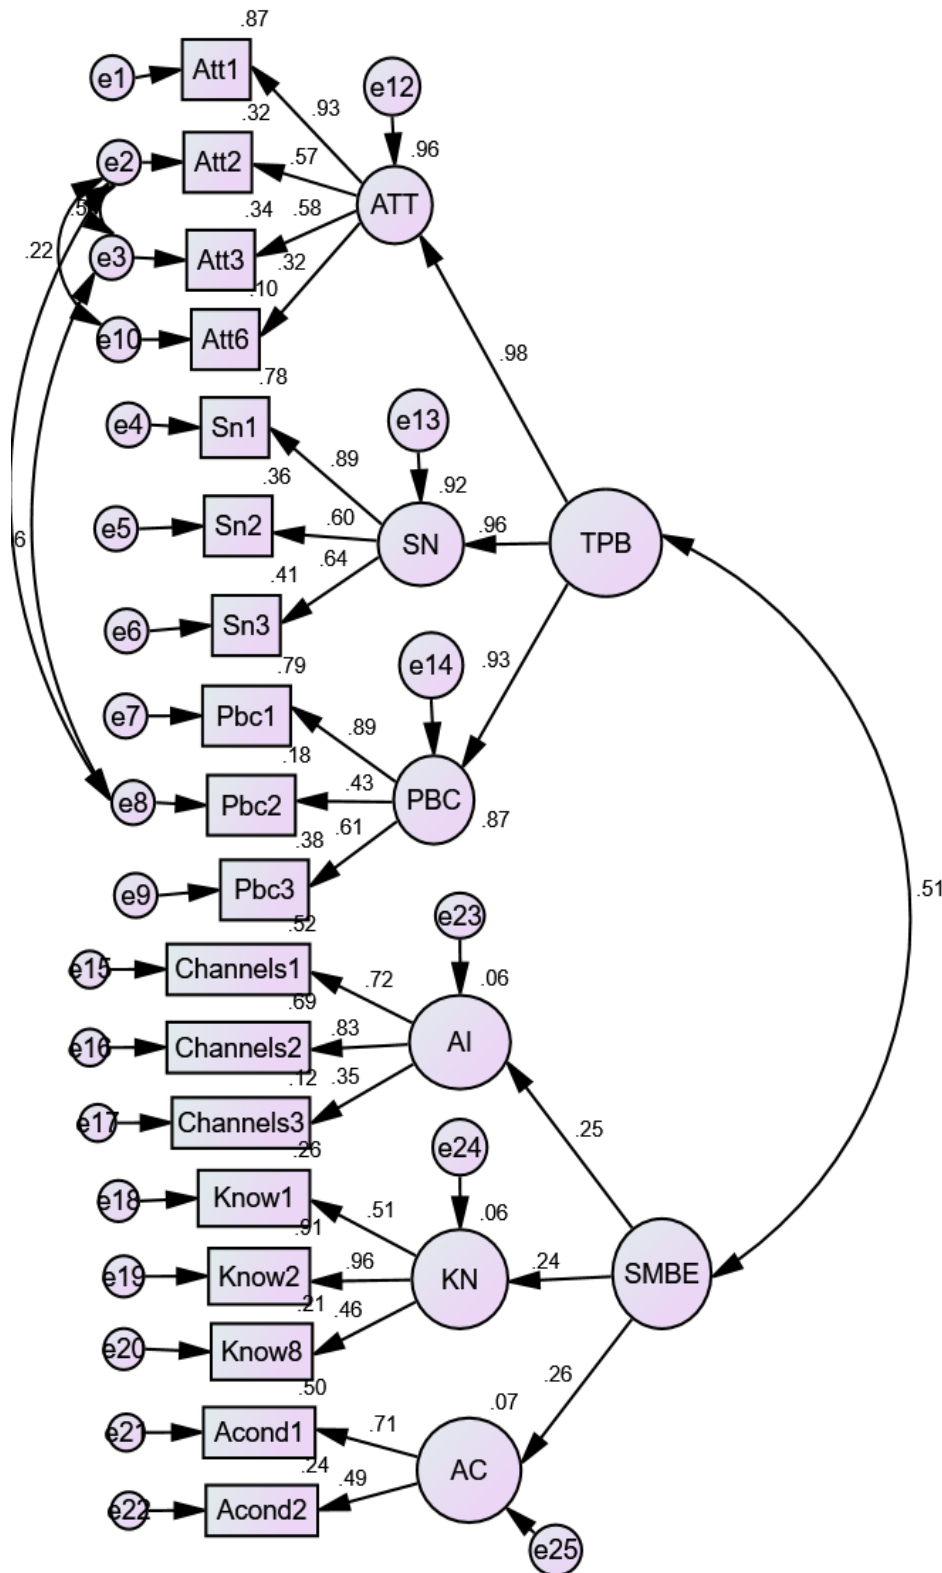 .87
e1
Att1
e12
.32
.93
.96
e2
Att2
.57
ATT
.34
.58
.22
e3
Att3
.32
.10
e10
Att6
.98
.78
e4
Sn1
e13
.89
.36
.92
e5
Sn2
.60
SN
.96
TPB
6
.64
.41
e6
Sn3
.79
e14
.93
e7
Pbc1
.89
.18
.43
e8
Pbc2
PBC
.87
.38
.61
e9
Pbc3
.51
.52
e23
e15
Channels1
.72
.06
.69
e16
Channels2
.83
AI
.12
.35
e17
Channels3
.25
.26
e24
e18
Know1
.51
.06
.91
e19
Know2
.96
KN
.24
SMBE
.21
.46
e20
Know8
.50
.26
.07
e21
Acond1
.71
.24
AC
.49
e22
Acond2
e25